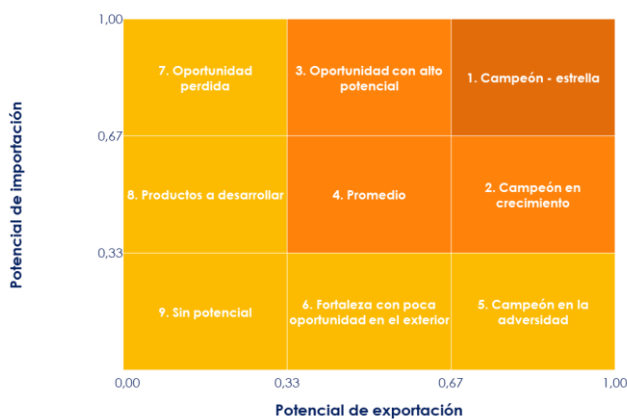 1,00
7. Oportunidad
perdida
3. Oportunidad con alto
potencial
1. Campeón - estrella
0,67
8. Productos a desarrollar
4. Promedio
2. Campeón en
crecimiento
0,33
9. Sin potencial
6. Fortaleza con poca
oportunidad en el exterior
5. Campeón en la
adversidad
0,00
0,33
0,67
1,00
Potencial de importación
Potencial de exportación